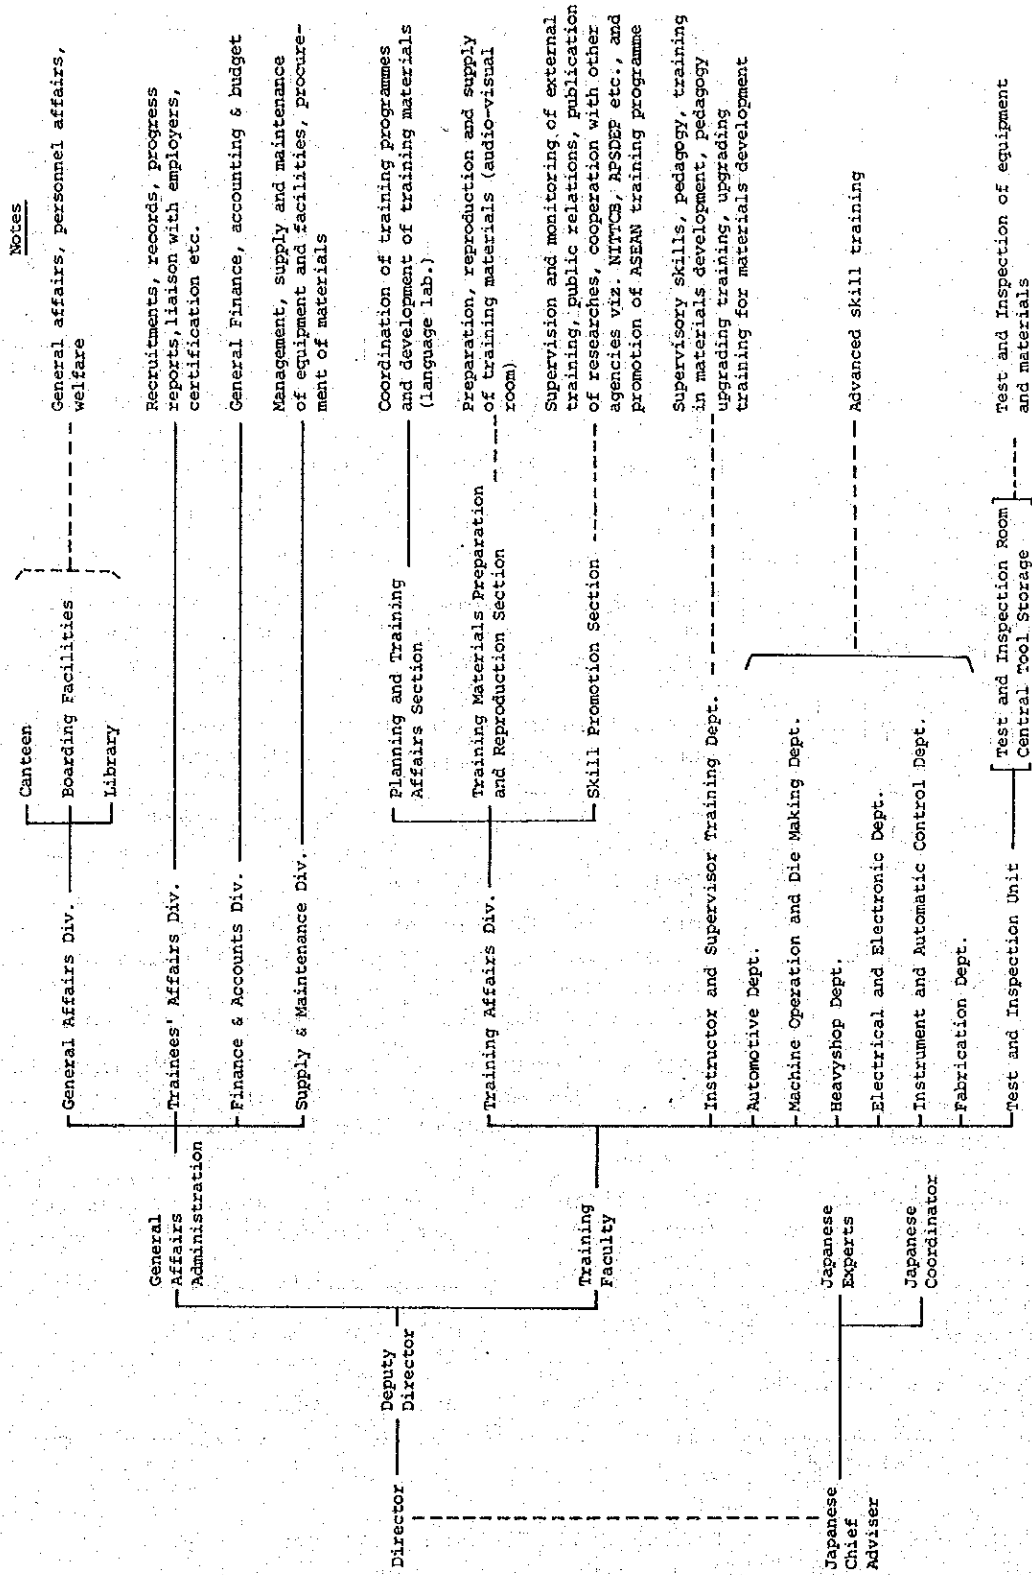 Notes
Director
Deputy
Director
Japanese
Chief
Adviser
General
Affairs
Administration
Training
Faculty
Japanese
Experts
Japanese
Coordinator
General Affairs Div.
Canteen
Boarding Facilities
Library
General affairs, personnel affairs,
welfare
Trainees' Affairs Div.
Recruitments, records, progress
reports, liaison with employers,
certification etc.
Finance & Accounts Div.
General Finance, accounting & budget
Supply & Maintenance Div.
Management, supply and maintenance
of equipment and facilities, procure-
ment of materials
Training Affairs Div.
Planning and Training
Affairs Section
Coordination of training programmes
and development of training materials
(language lab.)
Training Materials Preparation
and Reproduction Section
Preparation, reproduction and supply
of training materials (audio-visual
room)
Skill Promotion Section
Supervision and monitoring of external
training, public relations, publication
of researches, cooperation with other
agencies viz. NITTCB, APSDEP etc., and
promotion of ASEAN training programme
Instructor and Supervisor Training Dept.
Supervisory skills, pedagogy, training
in materials development, pedagogy
upgrading training, upgrading
training for materials development
Automotive Dept.
Machine Operation and Die Making Dept.
Heavyshop Dept.
Electrical and Electronic Dept.
Instrument and Automatic Control Dept.
Fabrication Dept.
Advanced skill training
Test and Inspection Unit
Test and Inspection Room
Central Tool Storage
Test and Inspection of equipment
and materials